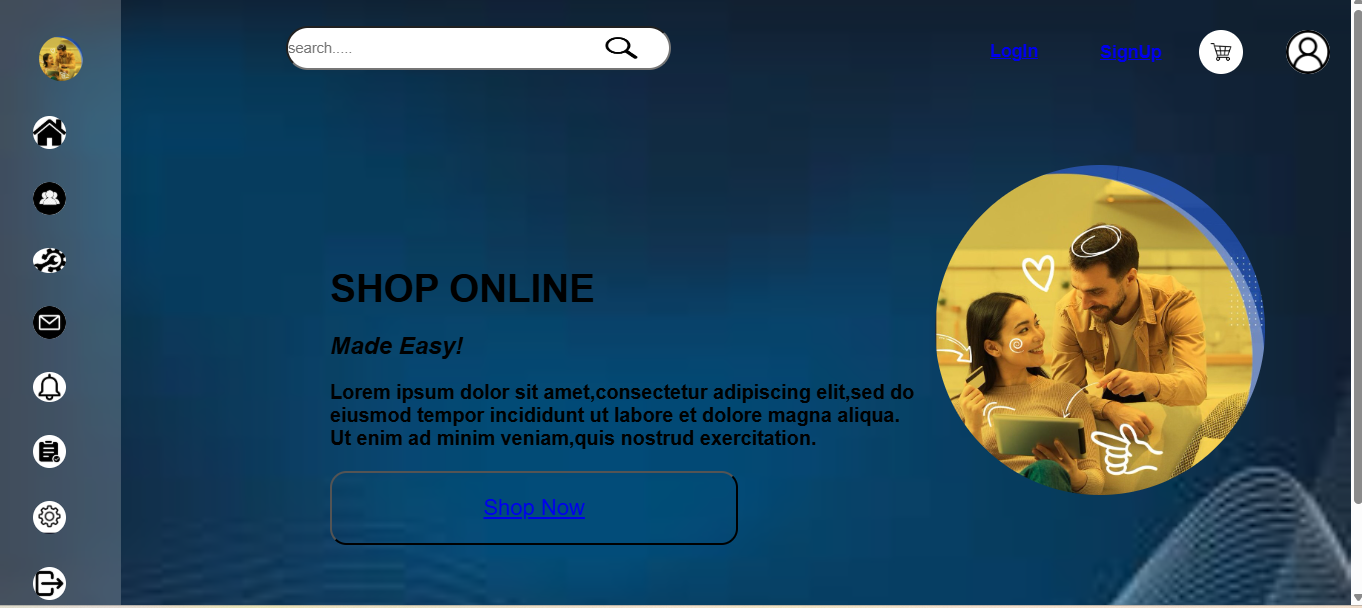 search.....
LogIn
SignUp
SHOP ONLINE
Made Easy!
Lorem ipsum dolor sit amet,consectetur adipiscing elit,sed do
eiusmod tempor incididunt ut labore et dolore magna aliqua.
Ut enim ad minim veniam,quis nostrud exercitation.
Shop Now